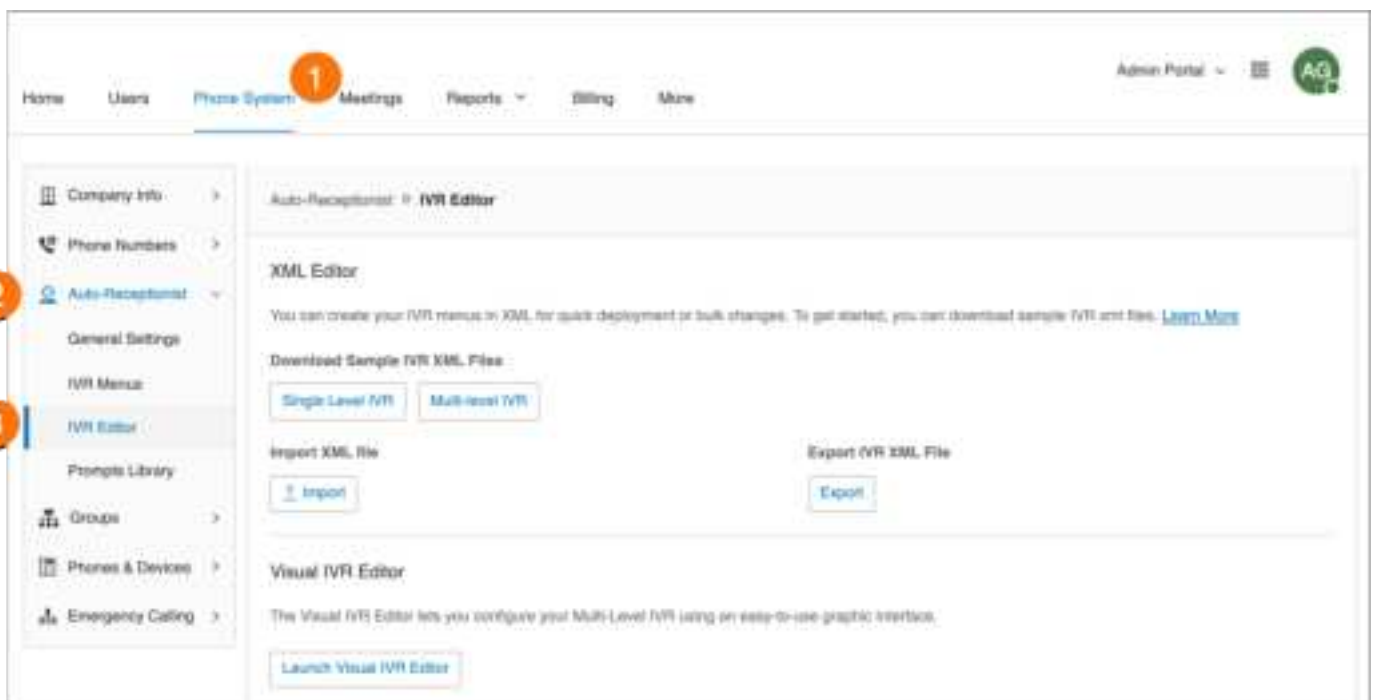 1
Admin Portal
AG
Home Users Phone System Meetings Reports Billing More
Company Info
Phone Numbers
2
Auto-Receptionist
General Settings
IVR Menus
3
IVR Editor
Prompts Library
Groups
Phones & Devices
Emergency Calling
Auto-Receptionist » IVR Editor
XML Editor
You can create your IVR menus in XML for quick deployment or bulk changes. To get started, you can download sample IVR xml files. Learn More
Download Sample IVR XML Files
Single Level IVR Multi-level IVR
Import XML file Export IVR XML File
Import Export
Visual IVR Editor
The Visual IVR Editor lets you configure your Multi-Level IVR using an easy-to-use graphic interface.
Launch Visual IVR Editor